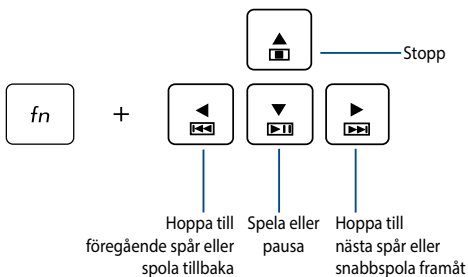 Stopp
fn
+
Hoppa till
föregående spår eller
spola tillbaka
Spela eller
pausa
Hoppa till
nästa spår eller
snabbspola framåt